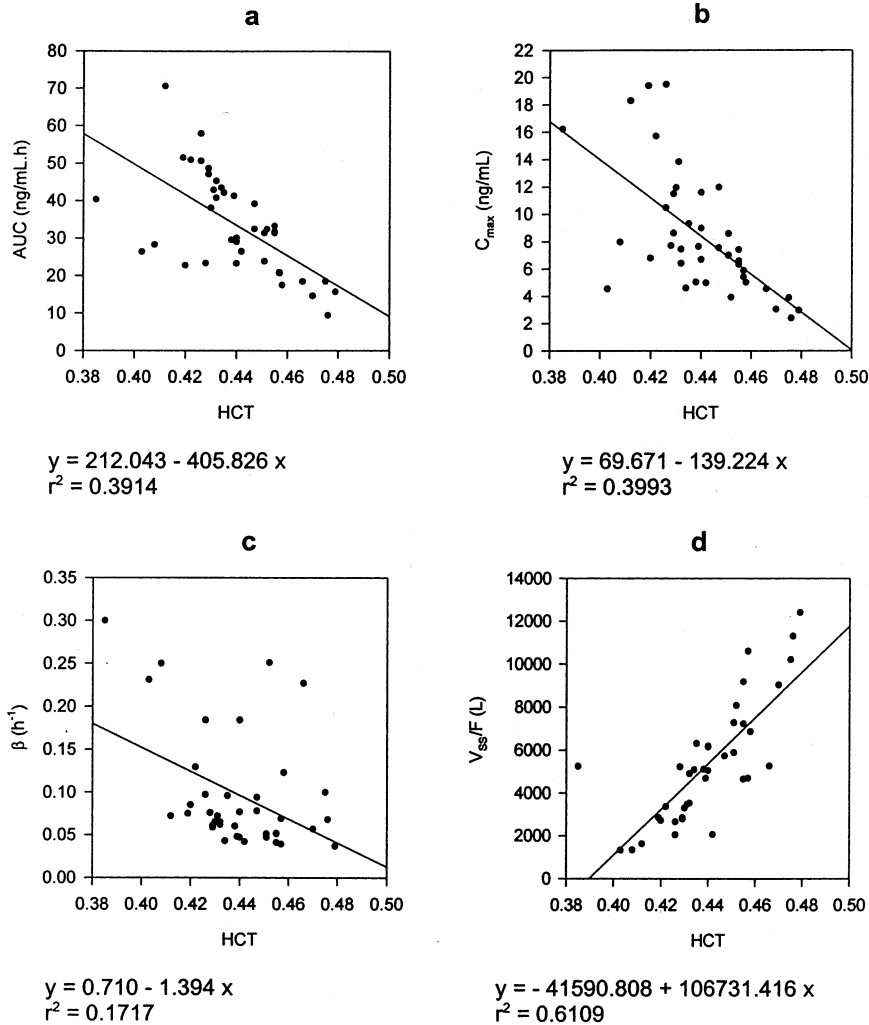 a
80
70
60
50
40
30
20
10
0
AUC (ng/mL.h)
0.38 0.40 0.42 0.44 0.46 0.48 0.50
HCT
y = 212.043 - 405.826 x
r² = 0.3914
b
22
20
18
16
14
12
10
8
6
4
2
0
Cmax (ng/mL)
0.38 0.40 0.42 0.44 0.46 0.48 0.50
HCT
y = 69.671 - 139.224 x
r² = 0.3993
c
0.35
0.30
0.25
0.20
0.15
0.10
0.05
0.00
β (h⁻¹)
0.38 0.40 0.42 0.44 0.46 0.48 0.50
HCT
y = 0.710 - 1.394 x
r² = 0.1717
d
14000
12000
10000
8000
6000
4000
2000
0
Vss/F (L)
0.38 0.40 0.42 0.44 0.46 0.48 0.50
HCT
y = - 41590.808 + 106731.416 x
r² = 0.6109